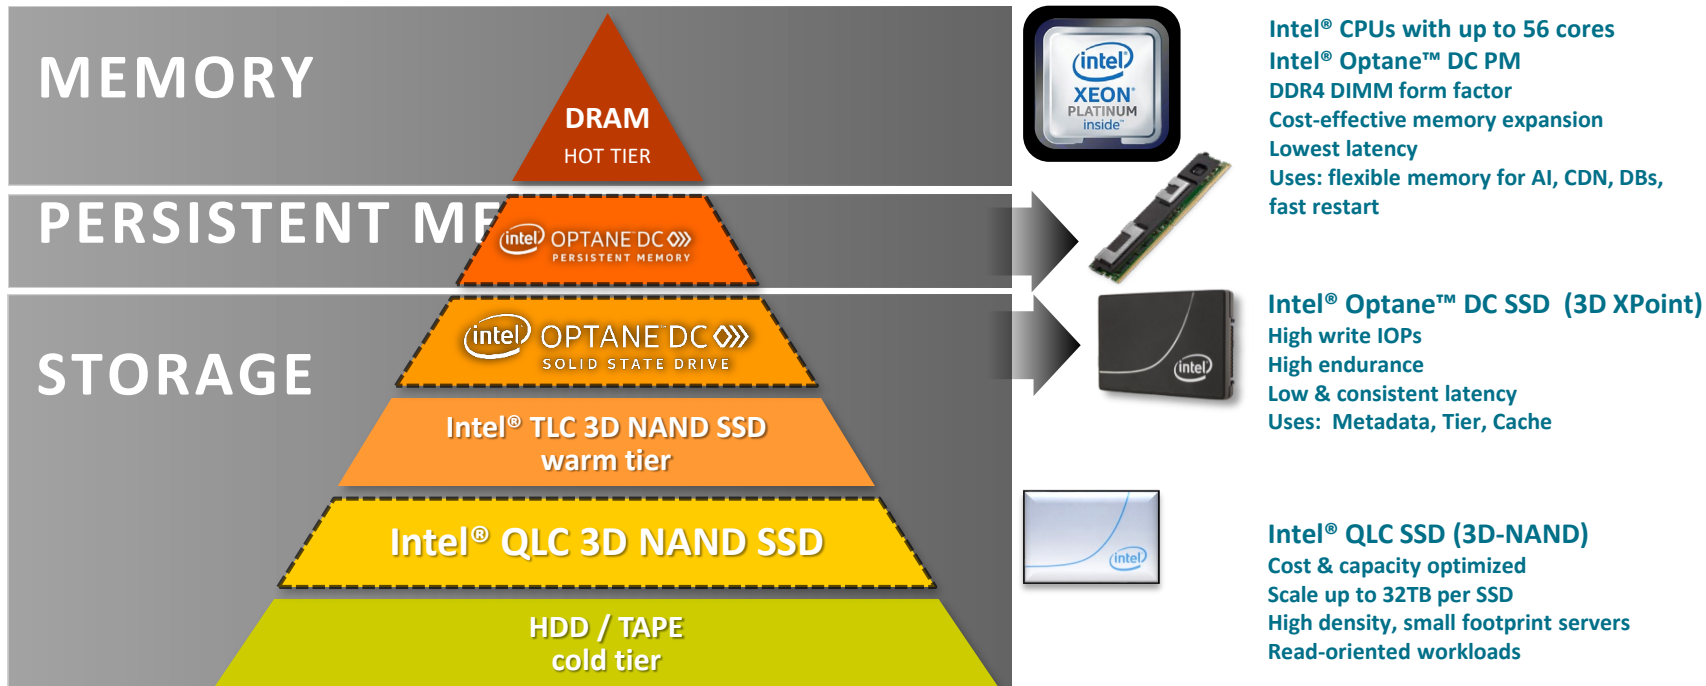 MEMORY
DRAM
HOT TIER
PERSISTENT ME
intel OPTANE™DC
PERSISTENT MEMORY
STORAGE
intel OPTANE™DC
SOLID STATE DRIVE
Intel® TLC 3D NAND SSD
warm tier
Intel® QLC 3D NAND SSD
HDD / TAPE
cold tier
intel
XEON®
PLATINUM
inside™
Intel® CPUs with up to 56 cores
Intel® Optane™ DC PM
DDR4 DIMM form factor
Cost-effective memory expansion
Lowest latency
Uses: flexible memory for AI, CDN, DBs,
fast restart
intel
Intel® Optane™ DC SSD (3D XPoint)
High write IOPs
High endurance
Low & consistent latency
Uses: Metadata, Tier, Cache
intel
Intel® QLC SSD (3D-NAND)
Cost & capacity optimized
Scale up to 32TB per SSD
High density, small footprint servers
Read-oriented workloads